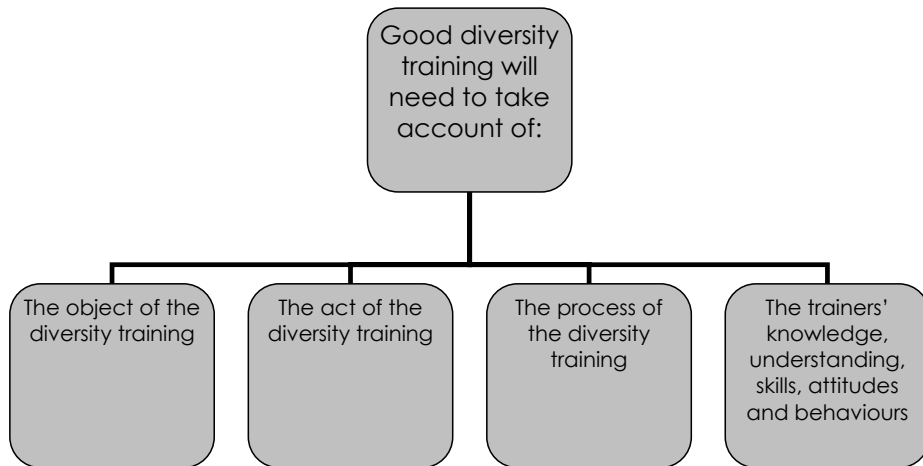 Good diversity
training will
need to take
account of:
The object of the
diversity training
The act of the
diversity training
The process of
the diversity
training
The trainers’
knowledge,
understanding,
skills, attitudes
and behaviours